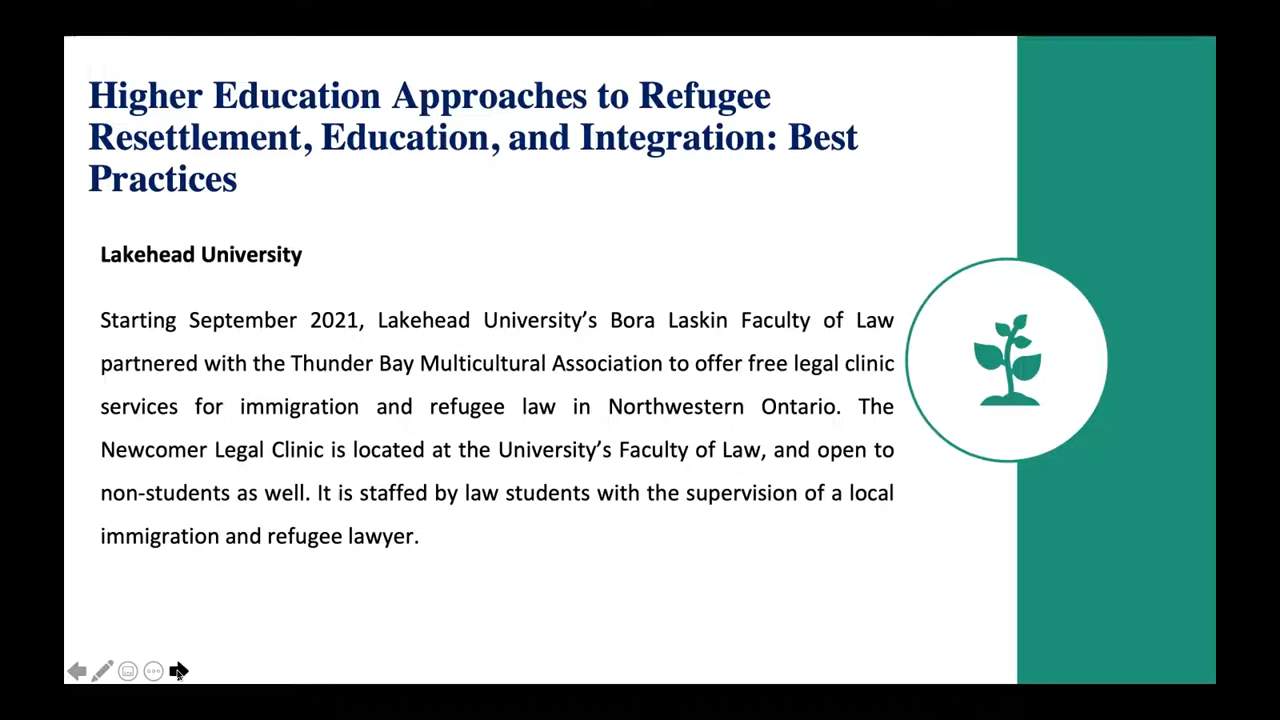 Higher Education Approaches to Refugee
Resettlement, Education, and Integration: Best
Practices
Lakehead University
Starting September 2021, Lakehead University’s Bora Laskin Faculty of Law
partnered with the Thunder Bay Multicultural Association to offer free legal clinic
services for immigration and refugee law in Northwestern Ontario. The
Newcomer Legal Clinic is located at the University’s Faculty of Law, and open to
non-students as well. It is staffed by law students with the supervision of a local
immigration and refugee lawyer.